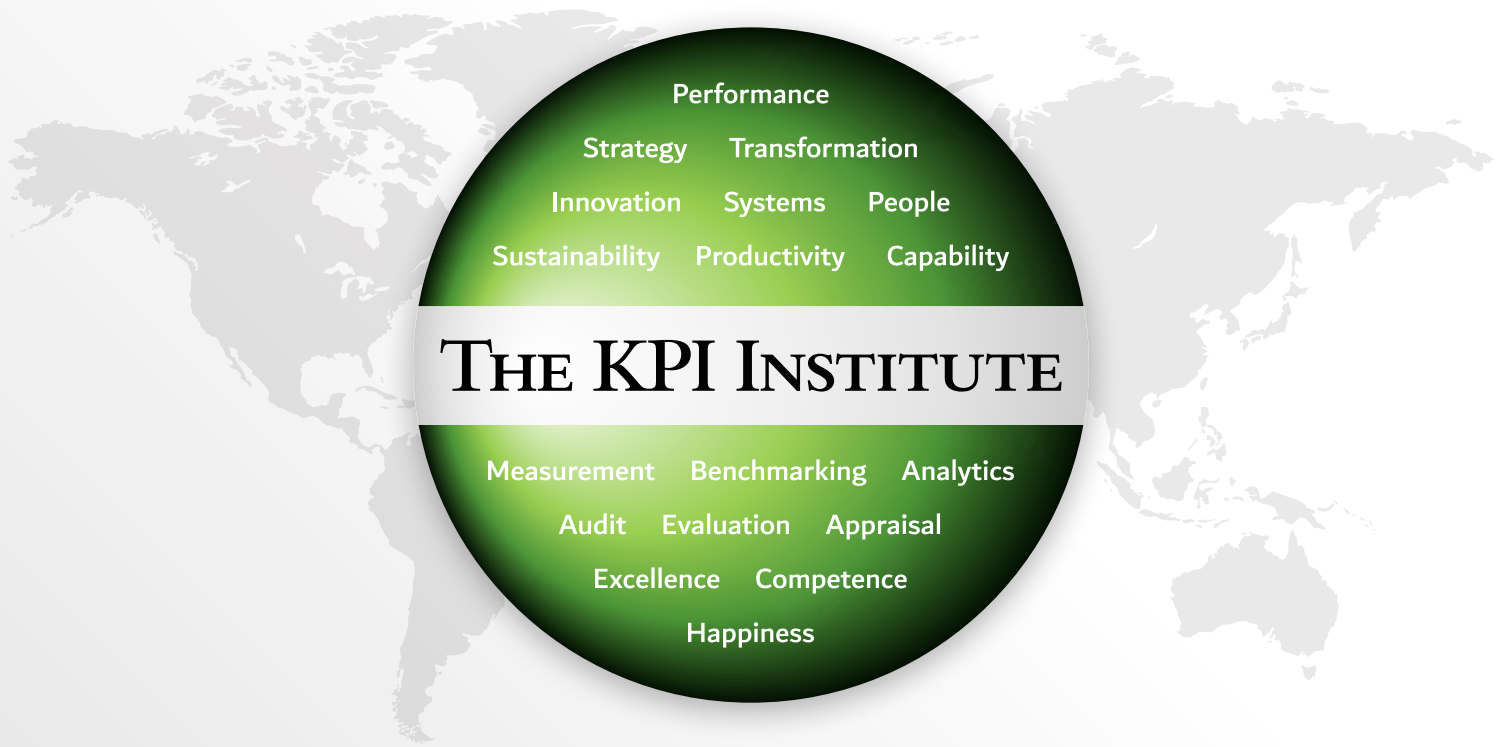 Performance
Strategy Transformation
Innovation Systems People
Sustainability Productivity Capability
The KPI Institute
Measurement Benchmarking Analytics
Audit Evaluation Appraisal
Excellence Competence
Happiness